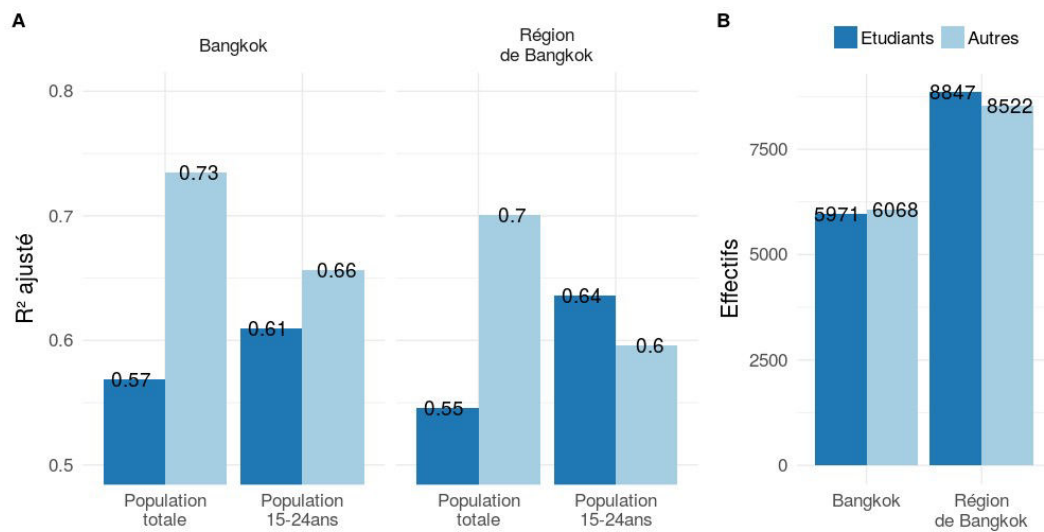 A
Bangkok
Région
de Bangkok
R² ajusté
0.8
0.7
0.6
0.5
0.57
0.73
0.61
0.66
0.55
0.7
0.64
0.6
Population
totale
Population
15-24ans
Population
totale
Population
15-24ans
B
Etudiants
Autres
Effectifs
7500
5000
2500
0
5971
6068
8847
8522
Bangkok
Région
de Bangkok